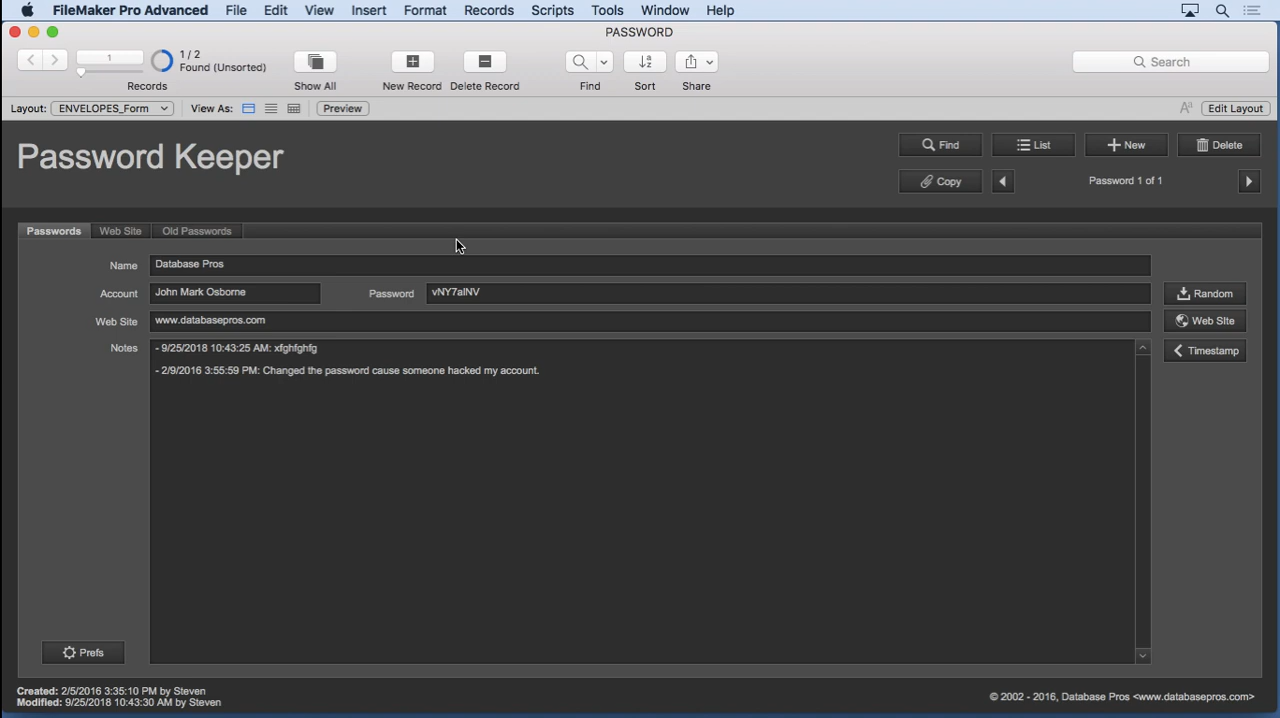 FileMaker Pro Advanced File Edit View Insert Format Records Scripts Tools Window Help
PASSWORD
1
1 / 2
Found (Unsorted)
Search
Records Show All New Record Delete Record Find Sort Share
Layout: ENVELOPES_Form View As: Preview Edit Layout
Password Keeper
Find List New Delete
Copy Password 1 of 1
Passwords Web Site Old Passwords
Name Database Pros
Account John Mark Osborne Password vNY7aINV Random
Web Site www.databasepros.com Web SIte
Notes - 9/25/2018 10:43:25 AM: xfghfghfg Timestamp
- 2/9/2016 3:55:59 PM: Changed the password cause someone hacked my account.
Prefs
Created: 2/5/2016 3:35:10 PM by Steven
Modified: 9/25/2018 10:43:30 AM by Steven
© 2002 - 2016, Database Pros <www.databasepros.com>